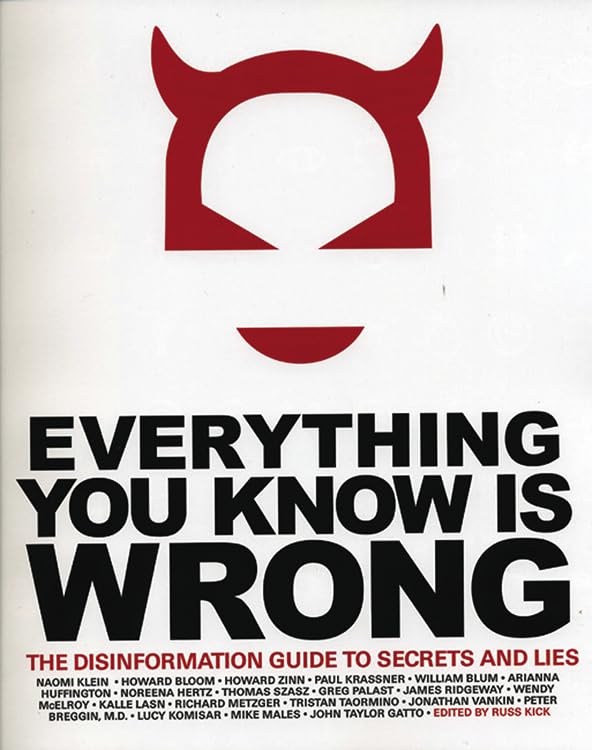 EVERYTHING
YOU KNOW IS
WRONG
THE DISINFORMATION GUIDE TO SECRETS AND LIES
NAOMI KLEIN • HOWARD BLOOM • HOWARD ZINN • PAUL KRASSNER • WILLIAM BLUM • ARIANNA
HUFFINGTON • NOREENA HERTZ • THOMAS SZASZ • GREG PALAST • JAMES RIDGEWAY • WENDY
McELROY • KALLE LASN • RICHARD METZGER • TRISTAN TAORMINO • JONATHAN VANKIN • PETER
BREGGIN, M.D. • LUCY KOMISAR • MIKE MALES • JOHN TAYLOR GATTO • EDITED BY RUSS KICK